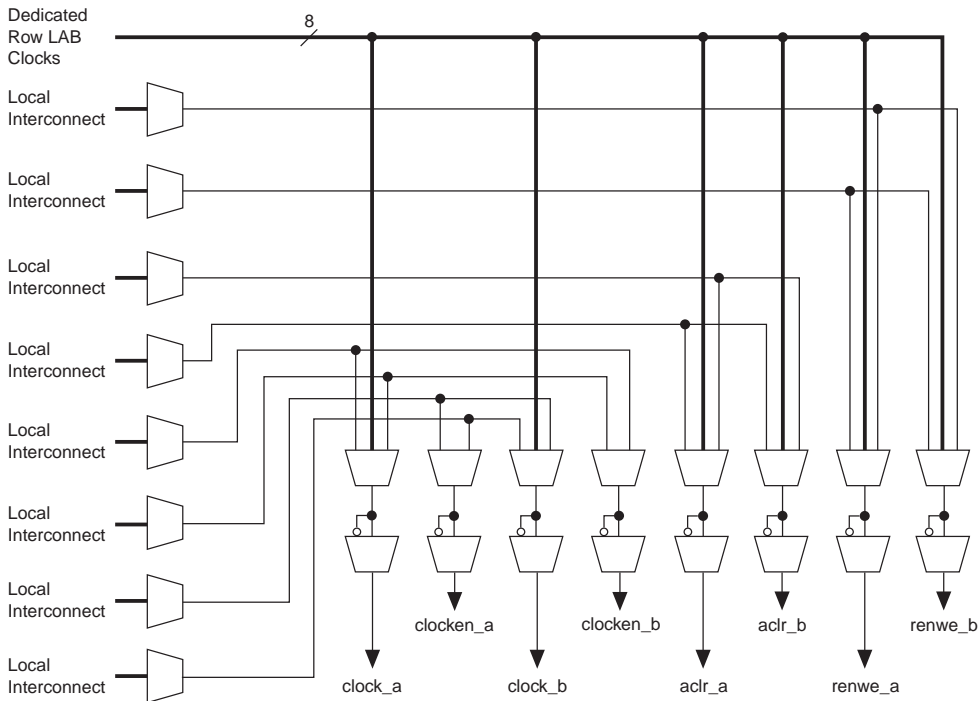 Dedicated
Row LAB
Clocks
8
Local
Interconnect
Local
Interconnect
Local
Interconnect
Local
Interconnect
Local
Interconnect
Local
Interconnect
Local
Interconnect
Local
Interconnect
clocken_a
clocken_b
aclr_b
renwe_b
clock_a
clock_b
aclr_a
renwe_a